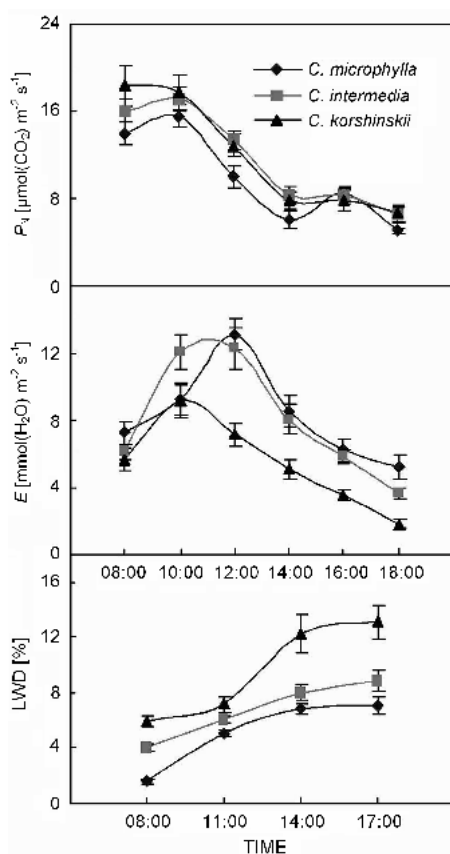 24
16
8
0
P_N [µmol(CO₂) m⁻² s⁻¹]
C. microphylla
C. intermedia
C. korshinskii
12
8
4
0
E [mmol(H₂O) m⁻² s⁻¹]
08:00 10:00 12:00 14:00 16:00 18:00
16
12
8
4
0
LWD [%]
08:00 11:00 14:00 17:00
TIME